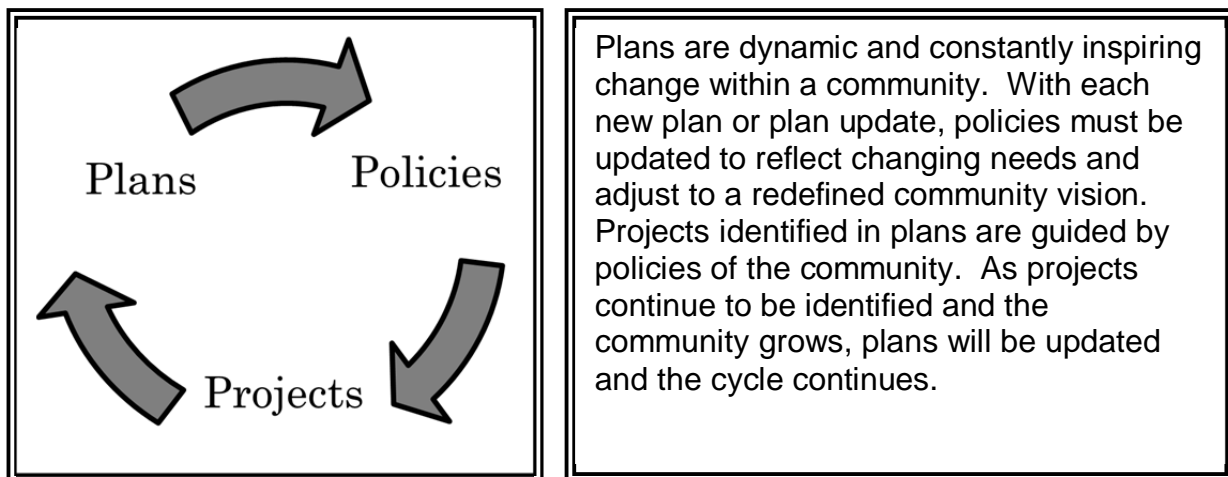 Plans
Policies
Projects
Plans are dynamic and constantly inspiring
change within a community.  With each
new plan or plan update, policies must be
updated to reflect changing needs and
adjust to a redefined community vision.
Projects identified in plans are guided by
policies of the community.  As projects
continue to be identified and the
community grows, plans will be updated
and the cycle continues.